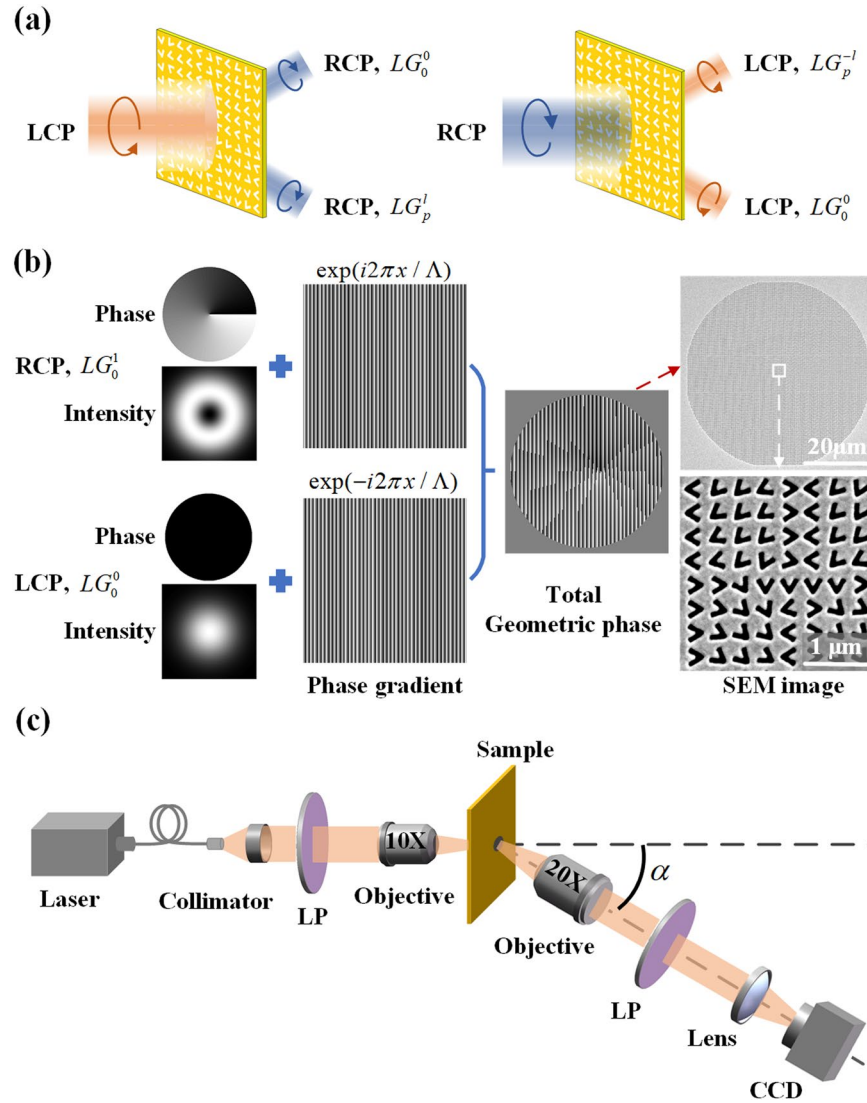 (a)
RCP, LG_0^0
LCP
RCP, LG_p^l
LCP, LG_p^{-l}
RCP
LCP, LG_0^0
(b)
exp(i2πx / Λ)
Phase
RCP, LG_0^1
Intensity
20μm
exp(−i2πx / Λ)
Phase
LCP, LG_0^0
Intensity
Total
Geometric phase
1 μm
Phase gradient
SEM image
(c)
Sample
10X
20X
α
Laser
Collimator
LP
Objective
Objective
LP
Lens
CCD